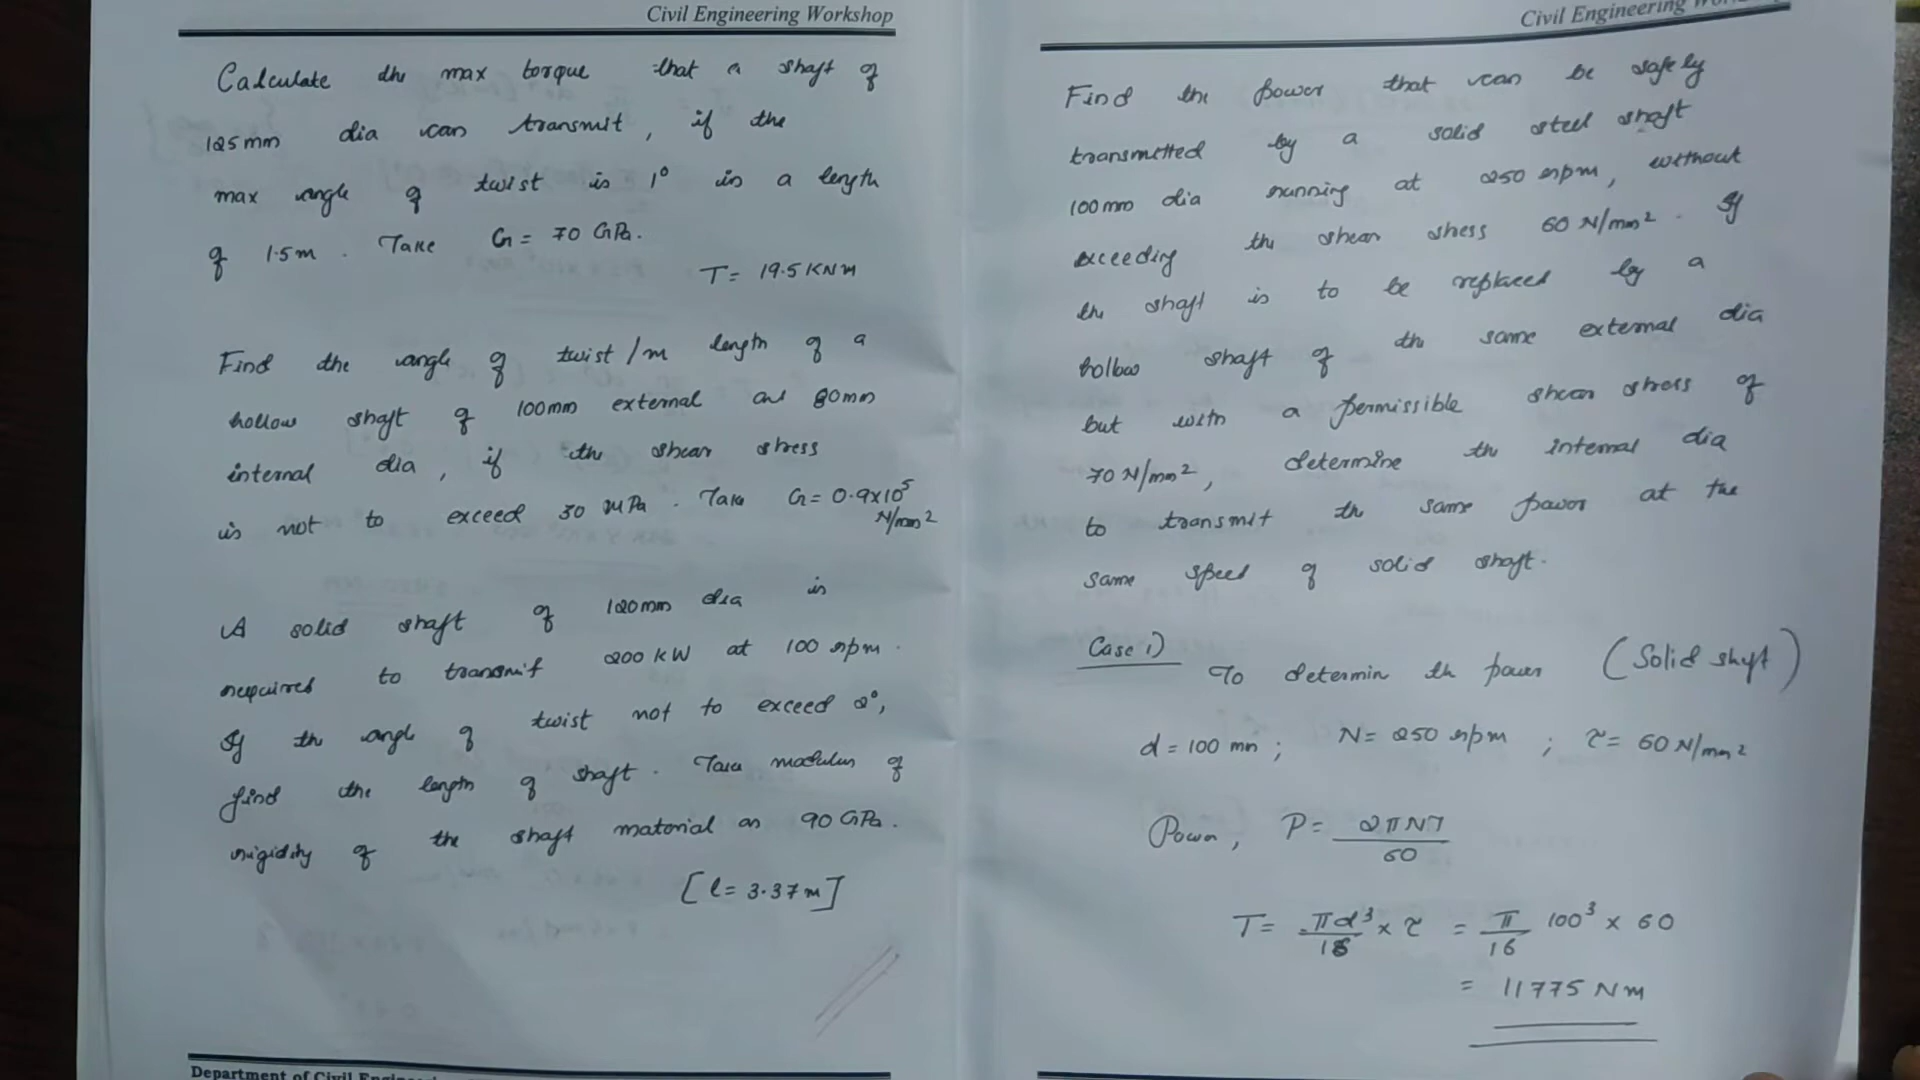 Civil Engineering Workshop
Calculate the max torque that a shaft of
125mm dia can transmit, if the
max angle of twist is 1° in a length
of 1.5m. Take G = 70 GPa.
T = 19.5 KNm
Find the angle of twist/m length of a
hollow shaft of 100mm external and 80mm
internal dia, if the shear stress
is not to exceed 30 MPa. Take G = 0.9x10⁵
N/mm²
A solid shaft of 120mm dia is
required to transmit 200 kW at 100 rpm.
If the angle of twist not to exceed 2°,
find the length of shaft. Take modulus of
rigidity of the shaft material as 90 GPa.
[l = 3.37m]
Department of Civil
Civil Engineering
Find the power that can be safely
transmitted by a solid steel shaft
100mm dia running at 250 rpm, without
exceeding the shear stress 60 N/mm². If
the shaft is to be replaced by a
hollow shaft of the same external dia
but with a permissible shear stress of
70 N/mm², determine the internal dia
to transmit the same power at the
same speed of solid shaft.
Case i) To determin the power (Solid shaft)
d = 100 mm; N = 250 rpm; τ = 60 N/mm²
Power, P = 2πNT/60
T = πd³/16 x τ = π/16 100³ x 60
= 11775 Nm